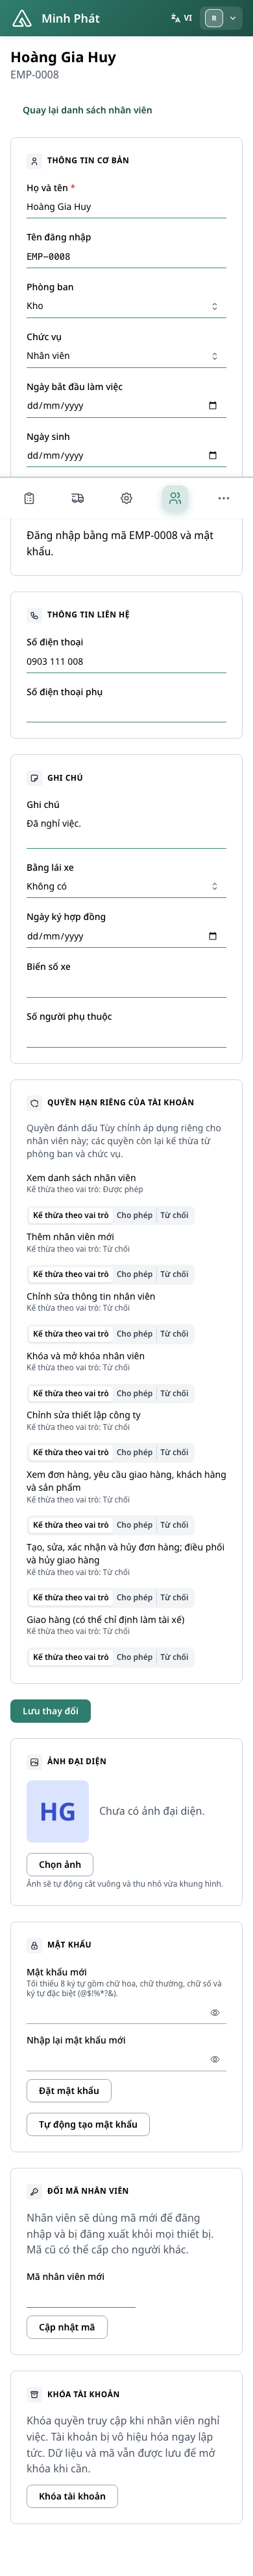 Minh Phát
VI
R
Hoàng Gia Huy
EMP-0008
Quay lại danh sách nhân viên
THÔNG TIN CƠ BẢN
Họ và tên *
Hoàng Gia Huy
Tên đăng nhập
EMP-0008
Phòng ban
Kho
Chức vụ
Nhân viên
Ngày bắt đầu làm việc
dd/mm/yyyy
Ngày sinh
dd/mm/yyyy
Đăng nhập bằng mã EMP-0008 và mật
khẩu.
THÔNG TIN LIÊN HỆ
Số điện thoại
0903 111 008
Số điện thoại phụ
GHI CHÚ
Ghi chú
Đã nghỉ việc.
Bằng lái xe
Không có
Ngày ký hợp đồng
dd/mm/yyyy
Biển số xe
Số người phụ thuộc
QUYỀN HẠN RIÊNG CỦA TÀI KHOẢN
Quyền đánh dấu Tùy chỉnh áp dụng riêng cho
nhân viên này; các quyền còn lại kế thừa từ
phòng ban và chức vụ.
Xem danh sách nhân viên
Kế thừa theo vai trò: Được phép
Kế thừa theo vai trò Cho phép Từ chối
Thêm nhân viên mới
Kế thừa theo vai trò: Từ chối
Kế thừa theo vai trò Cho phép Từ chối
Chỉnh sửa thông tin nhân viên
Kế thừa theo vai trò: Từ chối
Kế thừa theo vai trò Cho phép Từ chối
Khóa và mở khóa nhân viên
Kế thừa theo vai trò: Từ chối
Kế thừa theo vai trò Cho phép Từ chối
Chỉnh sửa thiết lập công ty
Kế thừa theo vai trò: Từ chối
Kế thừa theo vai trò Cho phép Từ chối
Xem đơn hàng, yêu cầu giao hàng, khách hàng
và sản phẩm
Kế thừa theo vai trò: Từ chối
Kế thừa theo vai trò Cho phép Từ chối
Tạo, sửa, xác nhận và hủy đơn hàng; điều phối
và hủy giao hàng
Kế thừa theo vai trò: Từ chối
Kế thừa theo vai trò Cho phép Từ chối
Giao hàng (có thể chỉ định làm tài xế)
Kế thừa theo vai trò: Từ chối
Kế thừa theo vai trò Cho phép Từ chối
Lưu thay đổi
ẢNH ĐẠI DIỆN
HG
Chưa có ảnh đại diện.
Chọn ảnh
Ảnh sẽ tự động cắt vuông và thu nhỏ vừa khung hình.
MẬT KHẨU
Mật khẩu mới
Tối thiểu 8 ký tự gồm chữ hoa, chữ thường, chữ số và
ký tự đặc biệt (@$!%*?&).
Nhập lại mật khẩu mới
Đặt mật khẩu
Tự động tạo mật khẩu
ĐỔI MÃ NHÂN VIÊN
Nhân viên sẽ dùng mã mới để đăng
nhập và bị đăng xuất khỏi mọi thiết bị.
Mã cũ có thể cấp cho người khác.
Mã nhân viên mới
Cập nhật mã
KHÓA TÀI KHOẢN
Khóa quyền truy cập khi nhân viên nghỉ
việc. Tài khoản bị vô hiệu hóa ngay lập
tức. Dữ liệu và mã vẫn được lưu để mở
khóa khi cần.
Khóa tài khoản